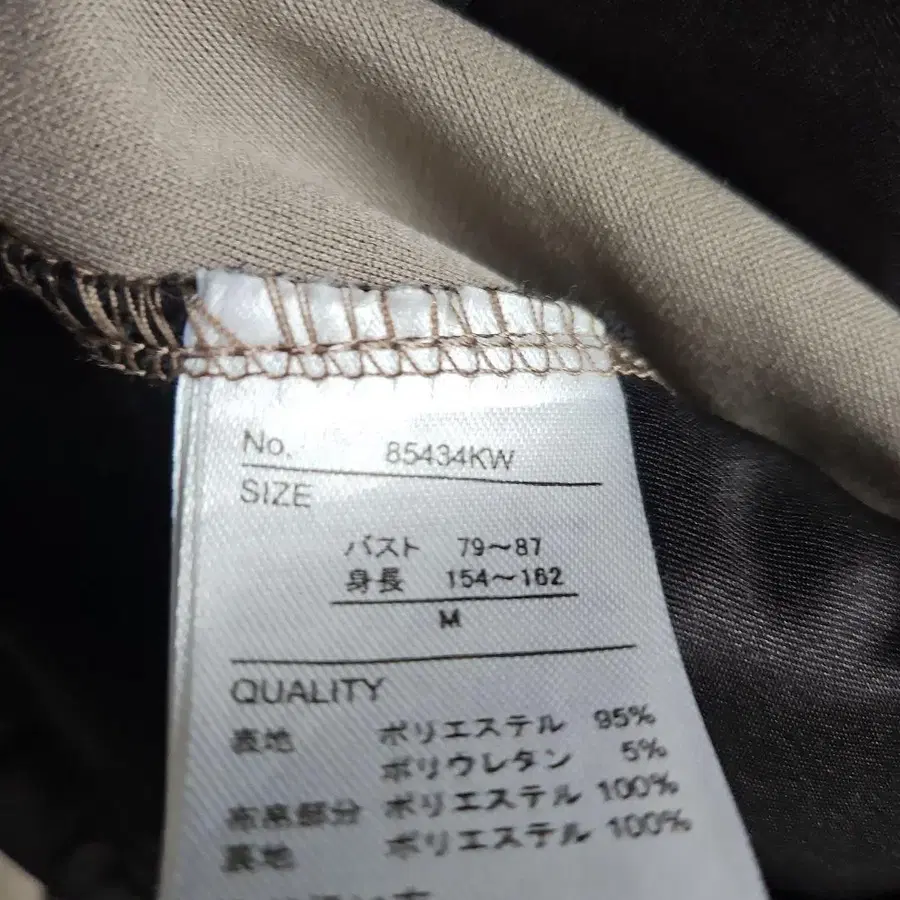 No. 85434KW
SIZE
バスト 79〜87
身長 154〜162
M
QUALITY
表地 ポリエステル 95%
ポリウレタン 5%
布帛部分 ポリエステル 100%
裏地 ポリエステル 100%